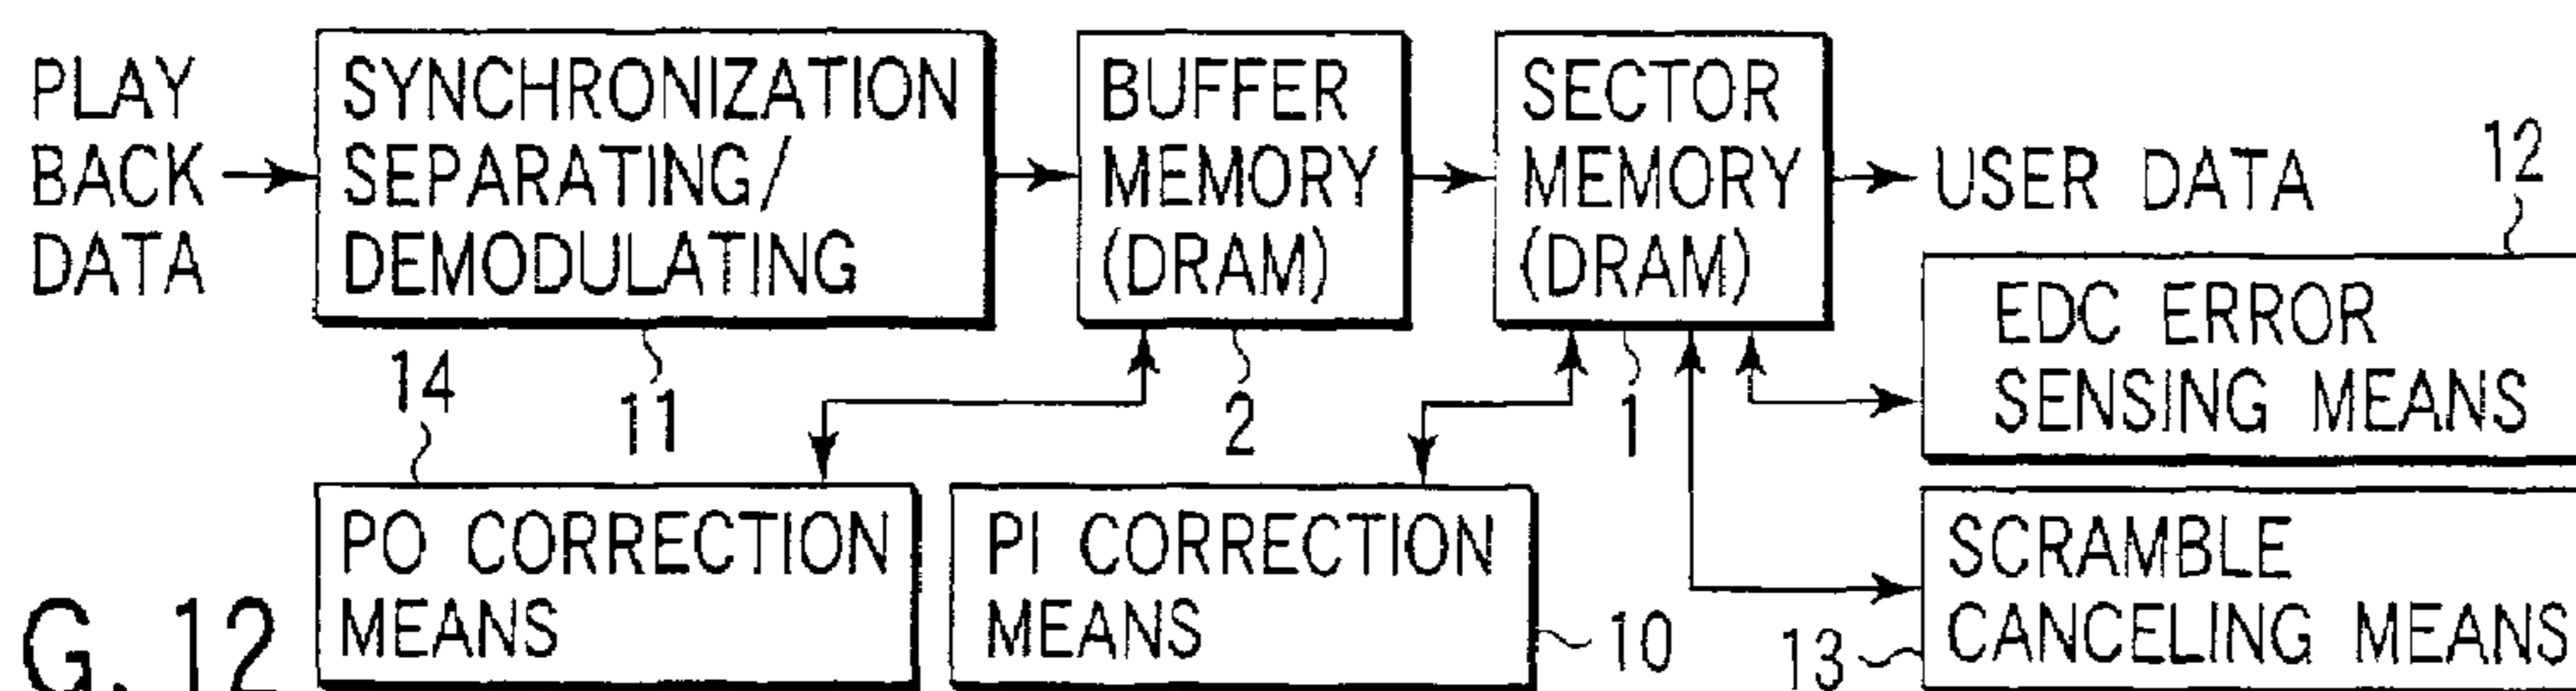 PLAY
BACK
DATA
SYNCHRONIZATION
SEPARATING/
DEMODULATING
11
BUFFER
MEMORY
(DRAM)
2
SECTOR
MEMORY
(DRAM)
1
USER DATA
12
EDC ERROR
SENSING MEANS
14
PO CORRECTION
MEANS
PI CORRECTION
MEANS
10
SCRAMBLE
CANCELING MEANS
13
G. 12